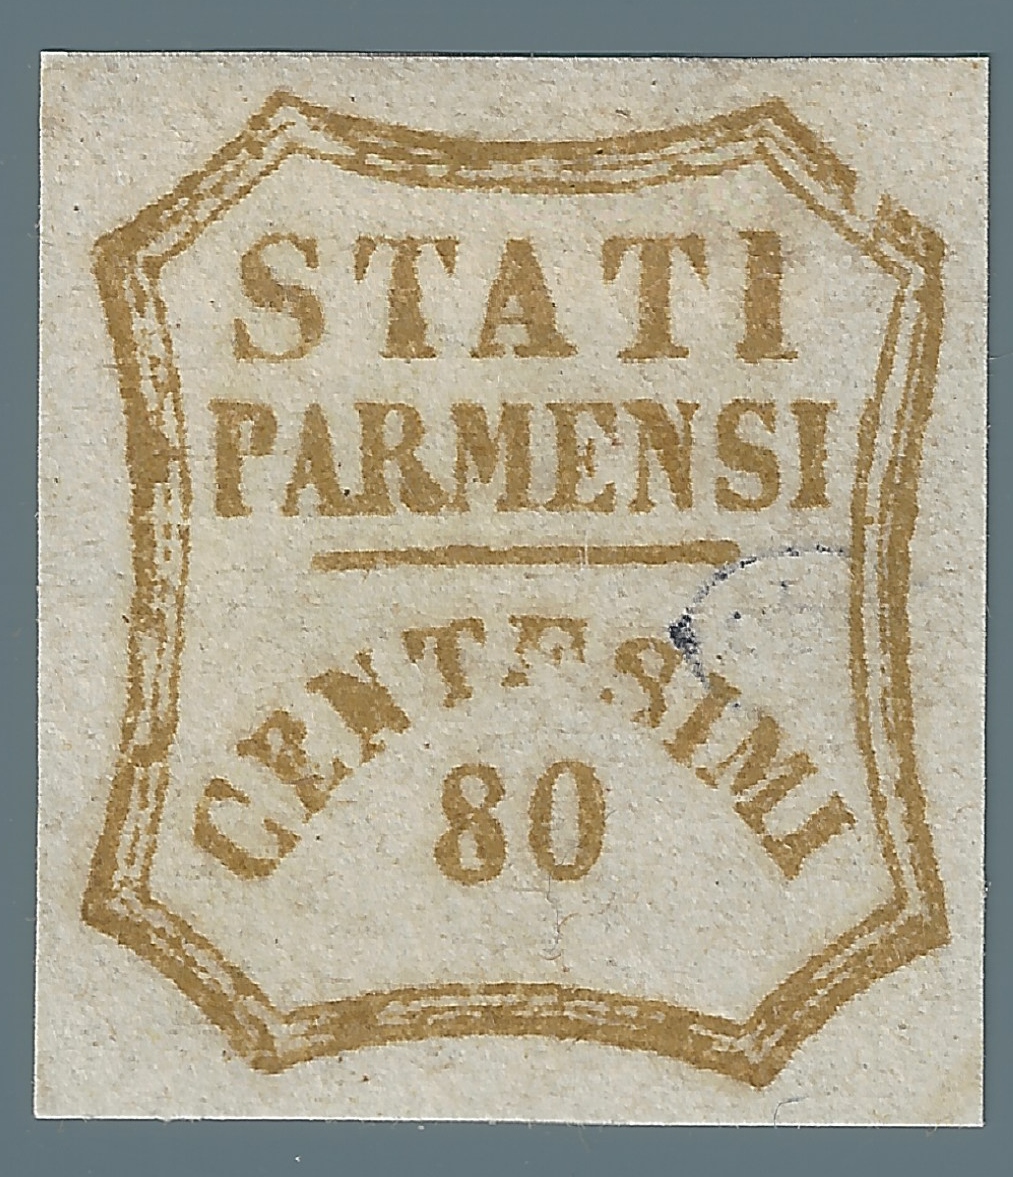 STATI
PARMENSI
CENTESIMI
80